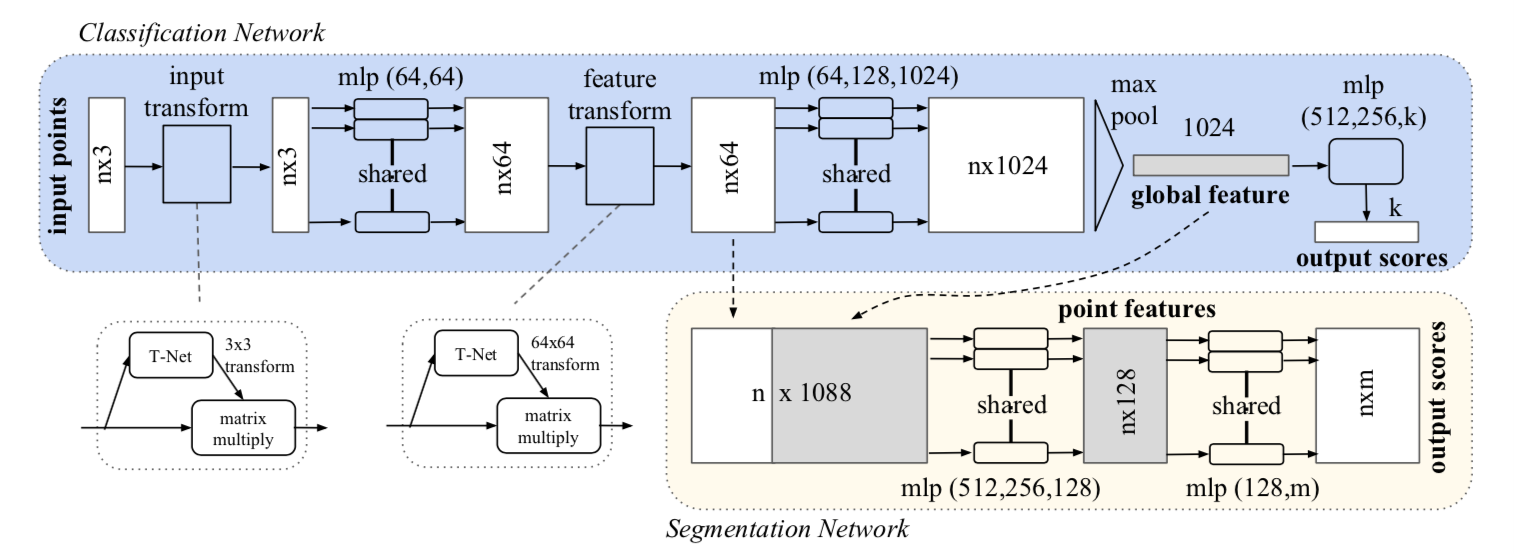 Classification Network
input points
nx3
input
transform
nx3
mlp (64,64)
shared
nx64
feature
transform
nx64
mlp (64,128,1024)
shared
nx1024
max
pool
1024
global feature
mlp
(512,256,k)
k
output scores
T-Net
3x3
transform
matrix
multiply
T-Net
64x64
transform
matrix
multiply
point features
n x 1088
shared
mlp (512,256,128)
nx128
shared
mlp (128,m)
nxm
output scores
Segmentation Network